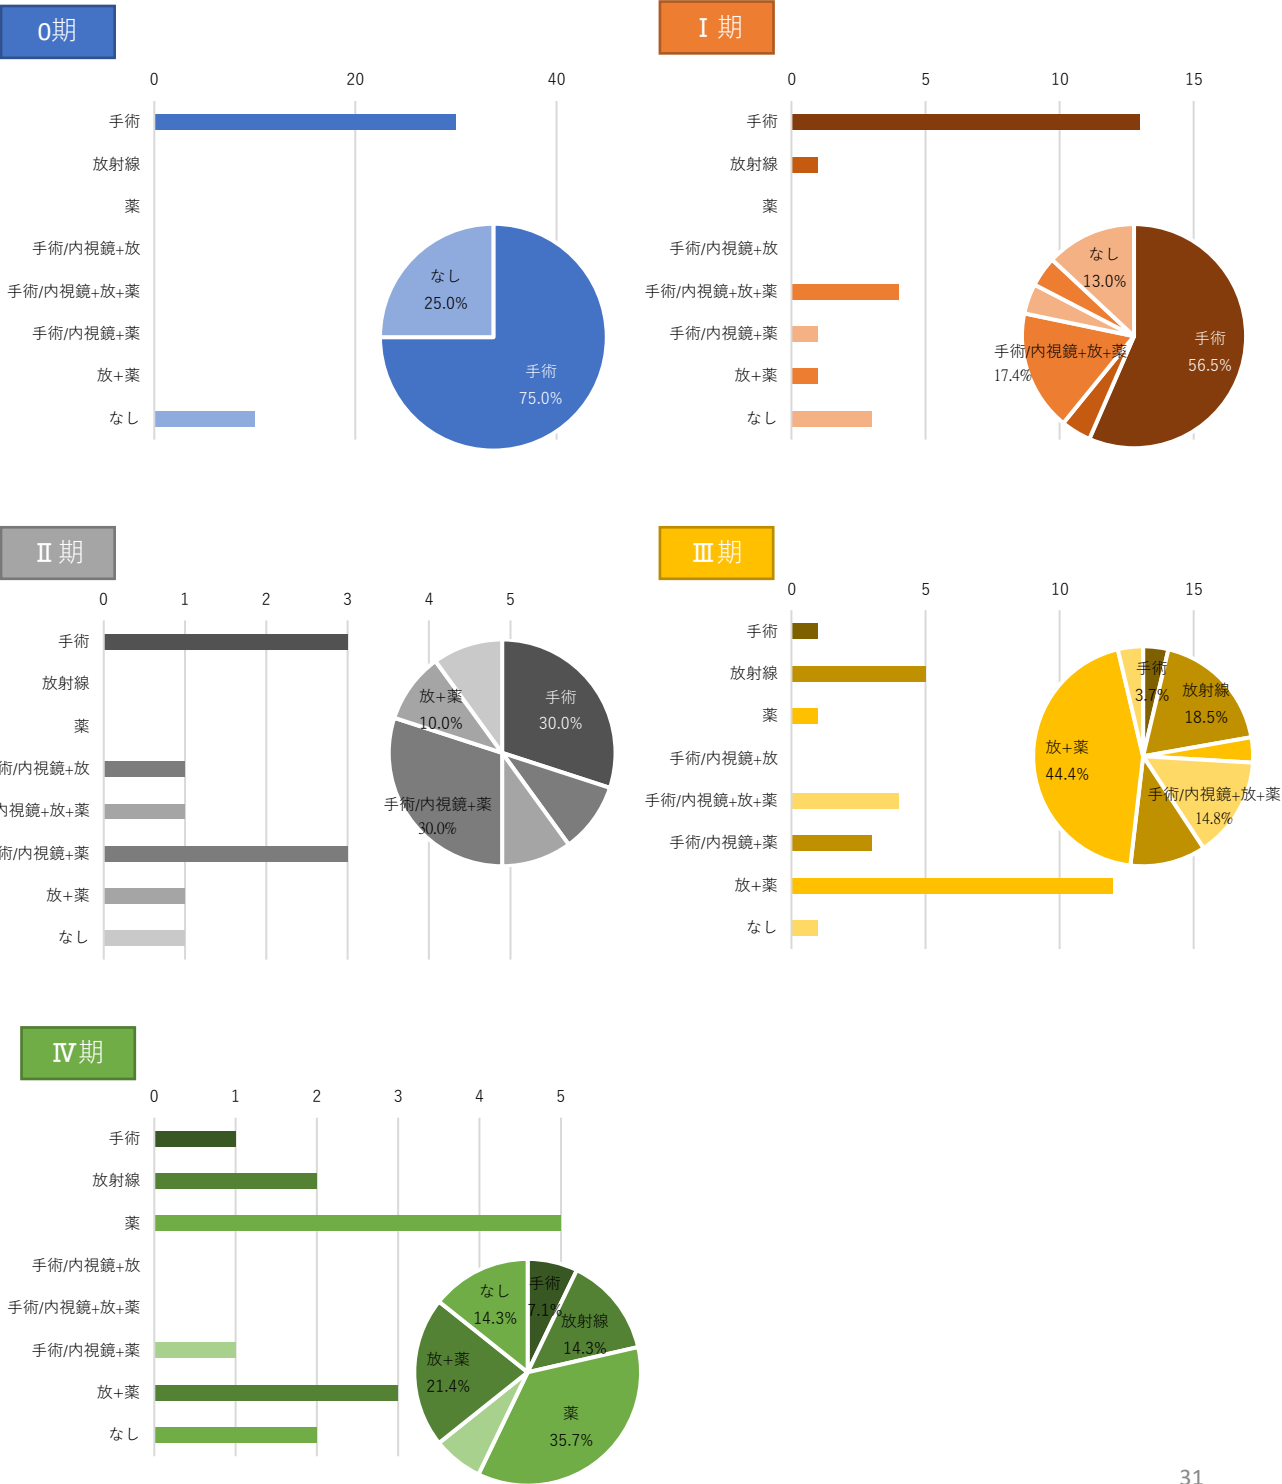 0期
0 20 40
手術
放射線
薬
手術/内視鏡+放
手術/内視鏡+放+薬
手術/内視鏡+薬
放+薬
なし
なし
25.0%
手術
75.0%
Ⅰ 期
0 5 10 15
手術
放射線
薬
手術/内視鏡+放
手術/内視鏡+放+薬
手術/内視鏡+薬
放+薬
なし
なし
13.0%
手術
56.5%
手術/内視鏡+放+薬
17.4%
Ⅱ 期
0 1 2 3 4 5
手術
放射線
薬
術/内視鏡+放
内視鏡+放+薬
術/内視鏡+薬
放+薬
なし
放+薬
10.0%
手術
30.0%
手術/内視鏡+薬
30.0%
Ⅲ期
0 5 10 15
手術
放射線
薬
手術/内視鏡+放
手術/内視鏡+放+薬
手術/内視鏡+薬
放+薬
なし
手術
3.7%
放射線
18.5%
放+薬
44.4%
手術/内視鏡+放+薬
14.8%
Ⅳ期
0 1 2 3 4 5
手術
放射線
薬
手術/内視鏡+放
手術/内視鏡+放+薬
手術/内視鏡+薬
放+薬
なし
なし
14.3%
手術
7.1%
放射線
14.3%
放+薬
21.4%
薬
35.7%
31